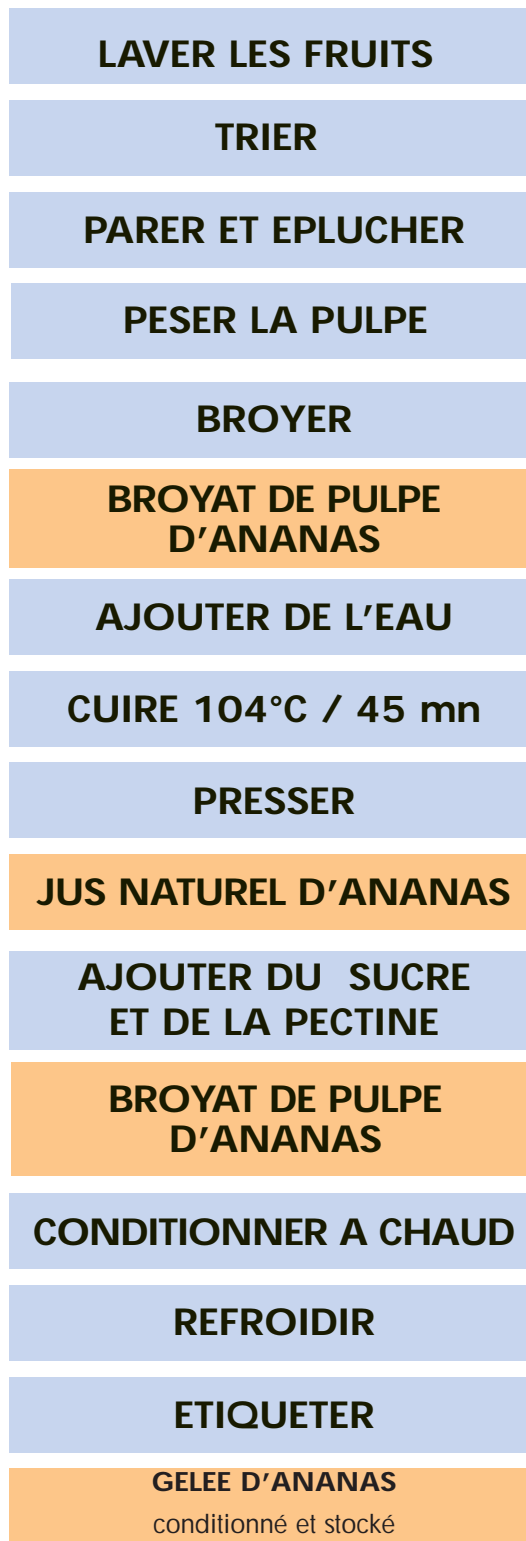 LAVER LES FRUITS
TRIER
PARER ET EPLUCHER
PESER LA PULPE
BROYER
BROYAT DE PULPE
D’ANANAS
AJOUTER DE L’EAU
CUIRE 104°C / 45 mn
PRESSER
JUS NATUREL D’ANANAS
AJOUTER DU SUCRE
ET DE LA PECTINE
BROYAT DE PULPE
D’ANANAS
CONDITIONNER A CHAUD
REFROIDIR
ETIQUETER
GELEE D’ANANAS
conditionné et stocké